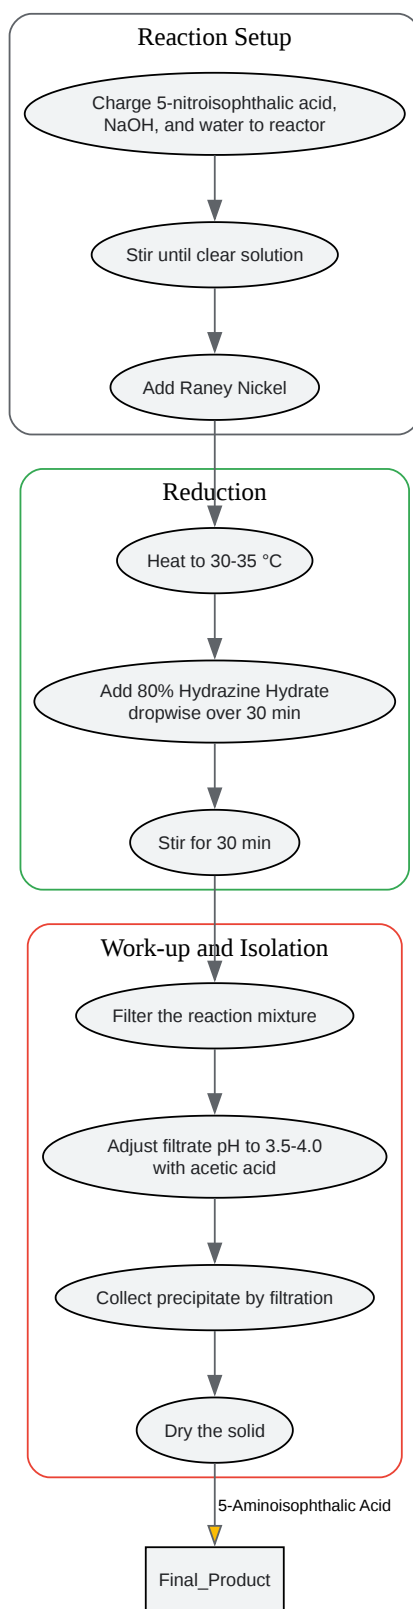 Reaction Setup
Charge 5-nitroisophthalic acid,
NaOH, and water to reactor
Stir until clear solution
Add Raney Nickel
Reduction
Heat to 30-35 °C
Add 80% Hydrazine Hydrate
dropwise over 30 min
Stir for 30 min
Work-up and Isolation
Filter the reaction mixture
Adjust filtrate pH to 3.5-4.0
with acetic acid
Collect precipitate by filtration
Dry the solid
5-Aminoisophthalic Acid
Final_Product